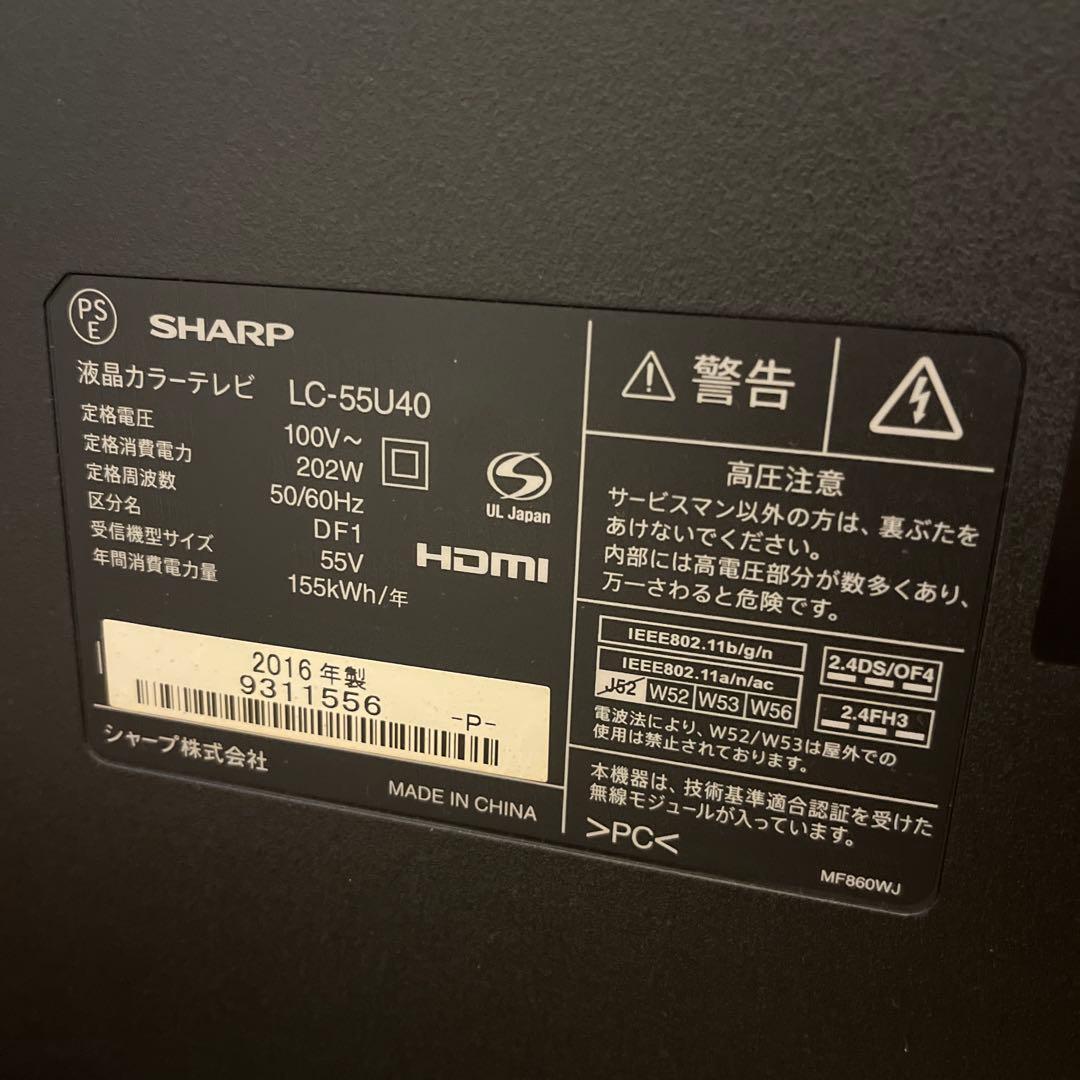 PS
E
SHARP
液晶カラーテレビ LC-55U40
定格電圧 100V～
定格消費電力 202W
定格周波数 50/60Hz
区分名 DF1
受信機型サイズ 55V
年間消費電力量 155kWh/年
UL Japan
HDMI
2016年製
9311556 -P-
シャープ株式会社
MADE IN CHINA
警告
高圧注意
サービスマン以外の方は、裏ぶたを
あけないでください。
内部には高電圧部分が数多くあり、
万一さわると危険です。
IEEE802.11b/g/n
IEEE802.11a/n/ac
J52 W52 W53 W56
2.4DS/OF4
2.4FH3
電波法により、W52/W53は屋外での
使用は禁止されております。
本機器は、技術基準適合認証を受けた
無線モジュールが入っています。
>PC<
MF860WJ